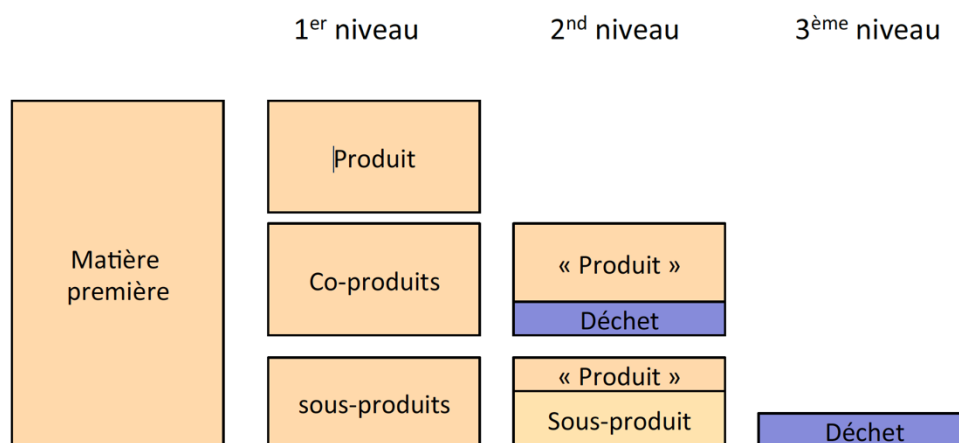 1er niveau
2nd niveau
3ème niveau
Matière
première
Produit
Co-produits
sous-produits
« Produit »
Déchet
« Produit »
Sous-produit
Déchet